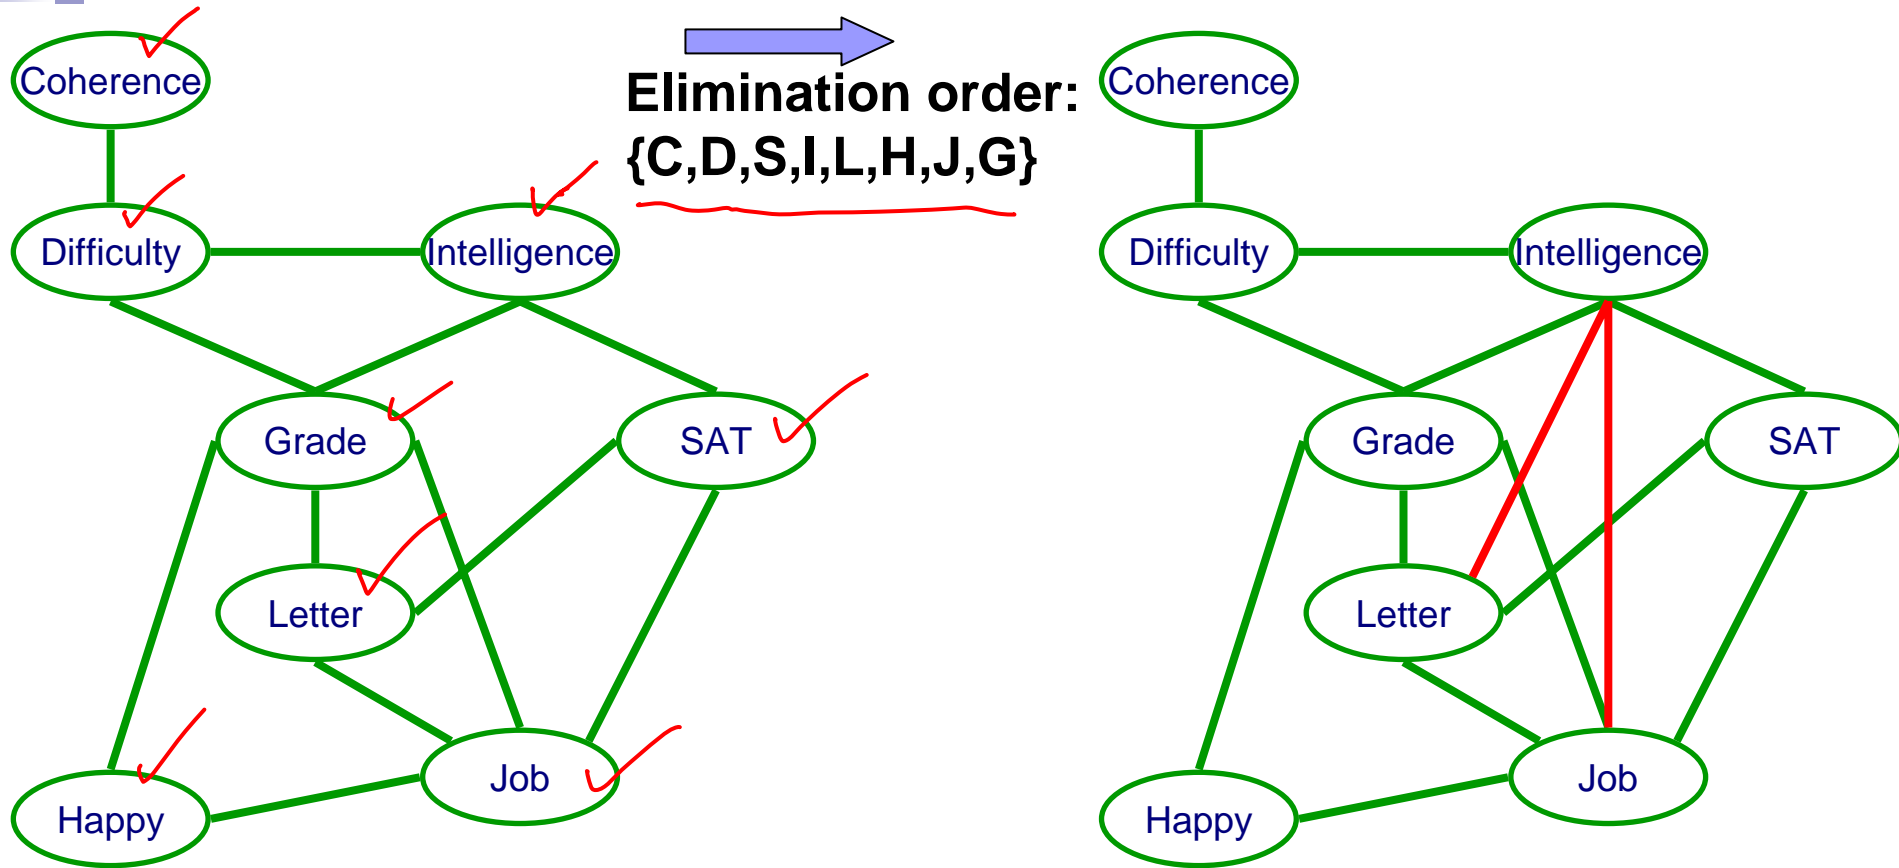 Coherence
Elimination order:
{C,D,S,I,L,H,J,G}
Coherence
Difficulty
Intelligence
Difficulty
Intelligence
Grade
SAT
Grade
SAT
Letter
Letter
Job
Happy
Job
Happy